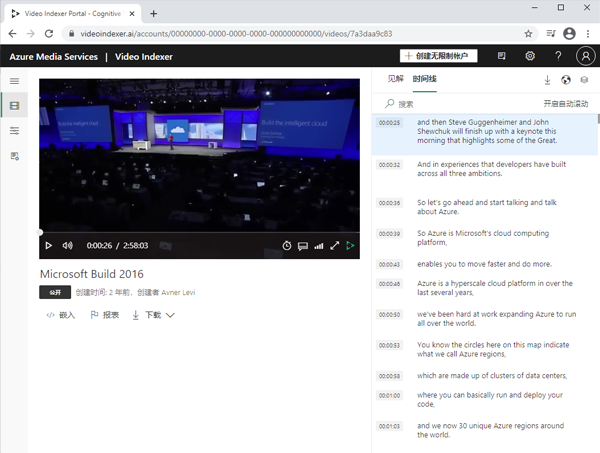 Video Indexer Portal - Cognitive
videoindexer.ai/accounts/00000000-0000-0000-0000-000000000000/videos/7a3daa9c83
Azure Media Services | Video Indexer
创建无限制帐户
Build the intelligent cloud
0:00:26 / 2:58:03
Microsoft Build 2016
公开
创建时间: 2 年前，创建者 Avner Levi
嵌入
报表
下载
见解
时间线
搜索
开启自动滚动
00:00:25
and then Steve Guggenheimer and John
Shewchuk will finish up with a keynote this
morning that highlights some of the Great.
00:00:32
And in experiences that developers have built
across all three ambitions.
00:00:36
So let's go ahead and start talking and talk
about Azure.
00:00:39
So Azure is Microsoft's cloud computing
platform,
00:00:43
enables you to move faster and do more.
00:00:46
Azure is a hyperscale cloud platform in over the
last several years,
00:00:50
we've been hard at work expanding Azure to run
all over the world.
00:00:53
You know the circles here on this map indicate
what we call Azure regions,
00:00:58
which are made up of clusters of data centers,
00:01:00
where you can basically run and deploy your
code,
00:01:03
and we now 30 unique Azure regions around
the world.